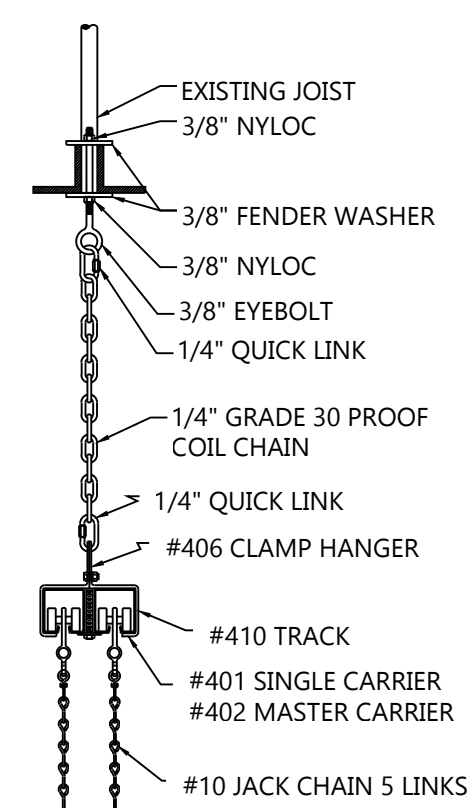 EXISTING JOIST
3/8" NYLOC
3/8" FENDER WASHER
3/8" NYLOC
3/8" EYEBOLT
1/4" QUICK LINK
1/4" GRADE 30 PROOF
COIL CHAIN
1/4" QUICK LINK
#406 CLAMP HANGER
#410 TRACK
#401 SINGLE CARRIER
#402 MASTER CARRIER
#10 JACK CHAIN 5 LINKS